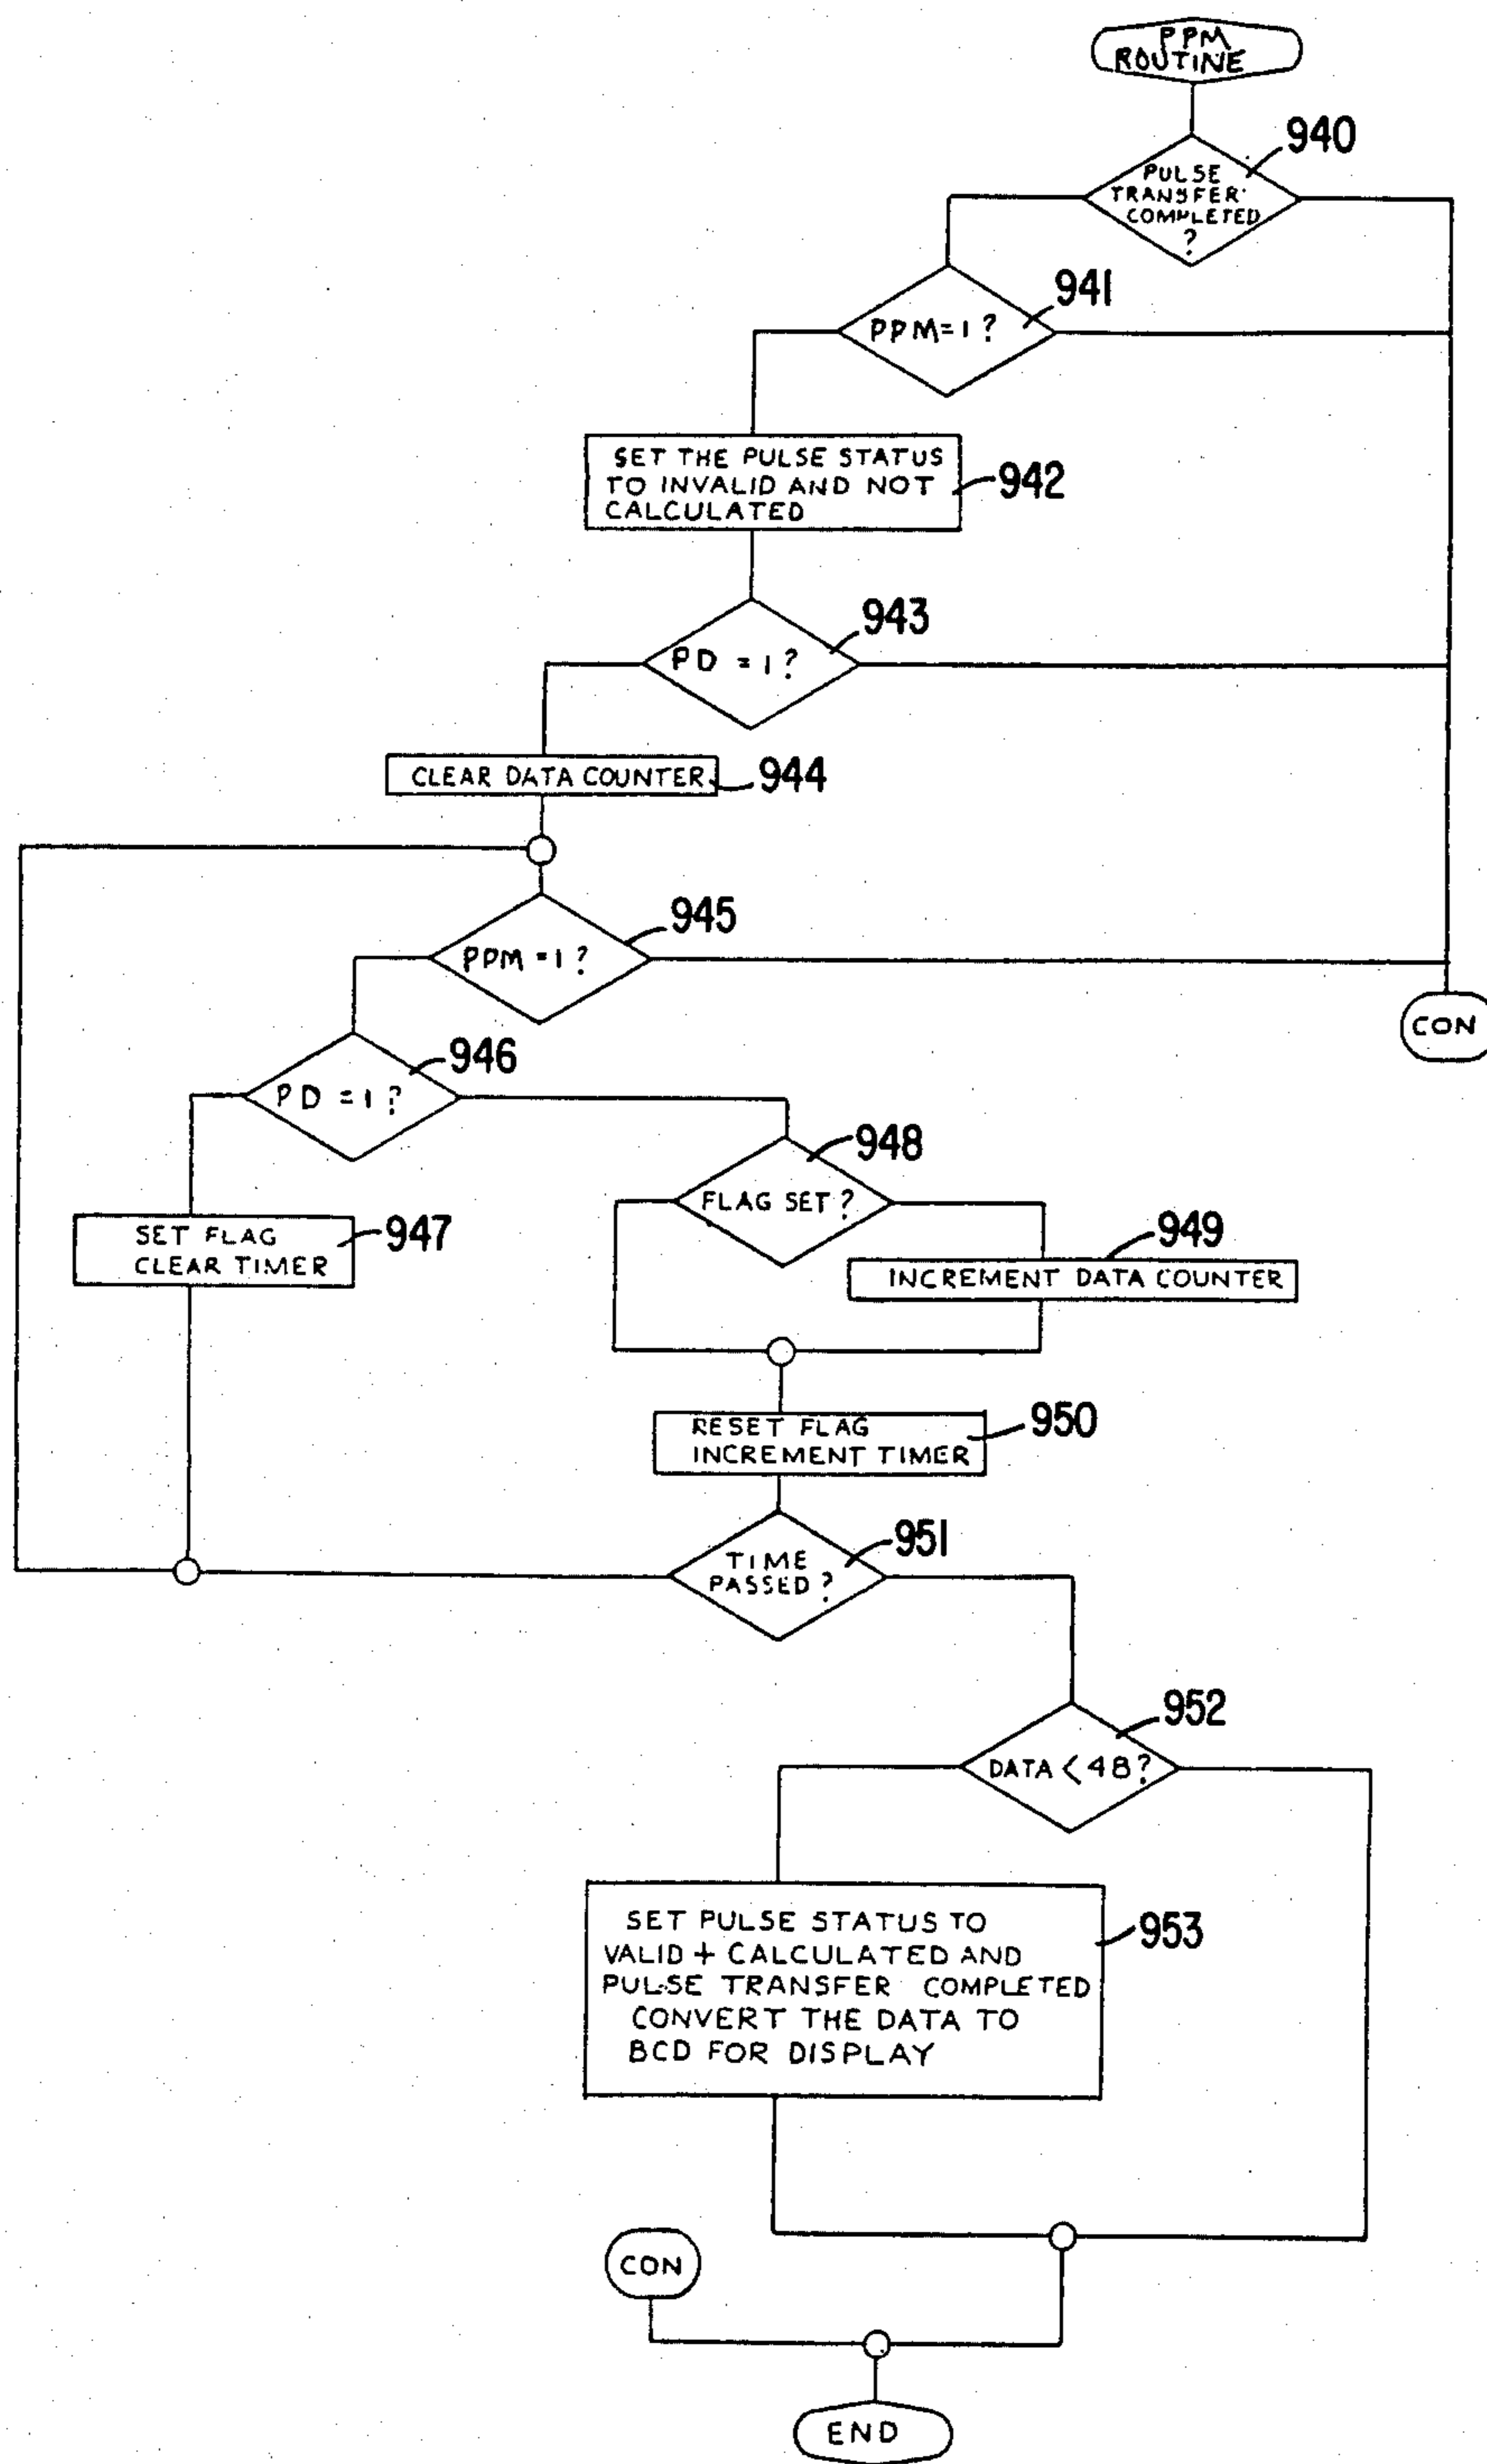 PPM
ROUTINE
940
PULSE
TRANSFER
COMPLETED
?
941
PPM=1?
SET THE PULSE STATUS
TO INVALID AND NOT
CALCULATED
942
943
PD = 1?
CLEAR DATA COUNTER
944
945
PPM = 1?
CON
946
PD = 1?
948
FLAG SET?
SET FLAG
CLEAR TIMER
947
949
INCREMENT DATA COUNTER
RESET FLAG
INCREMENT TIMER
950
951
TIME
PASSED?
952
DATA < 48?
SET PULSE STATUS TO
VALID + CALCULATED AND
PULSE TRANSFER COMPLETED
CONVERT THE DATA TO
BCD FOR DISPLAY
953
CON
END